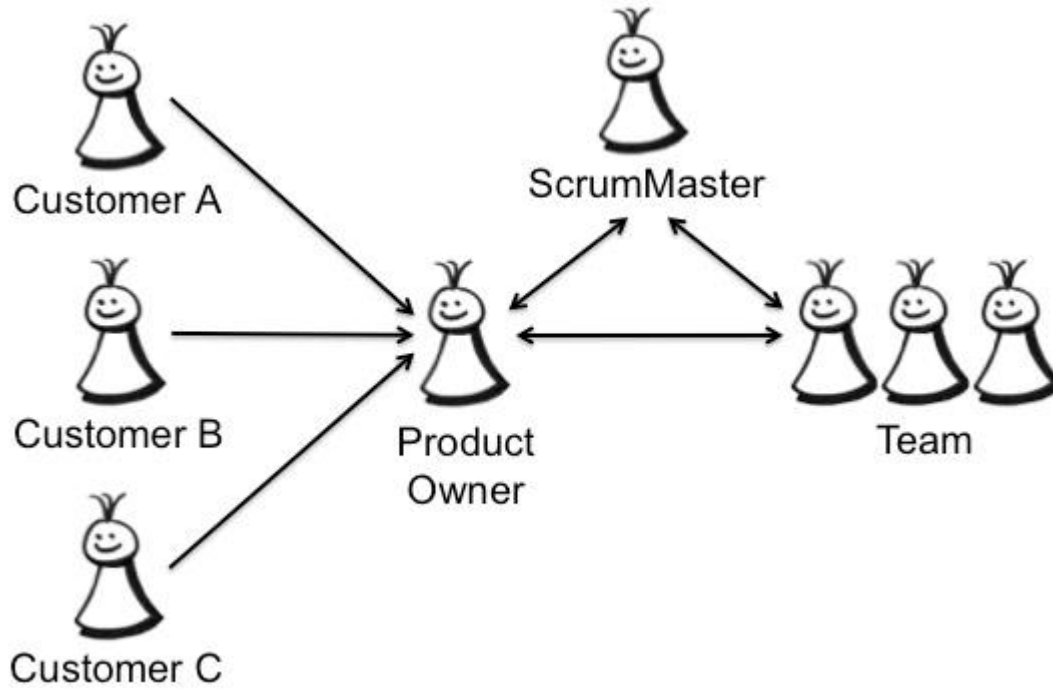 Customer A
ScrumMaster
Customer B
Product
Owner
Team
Customer C